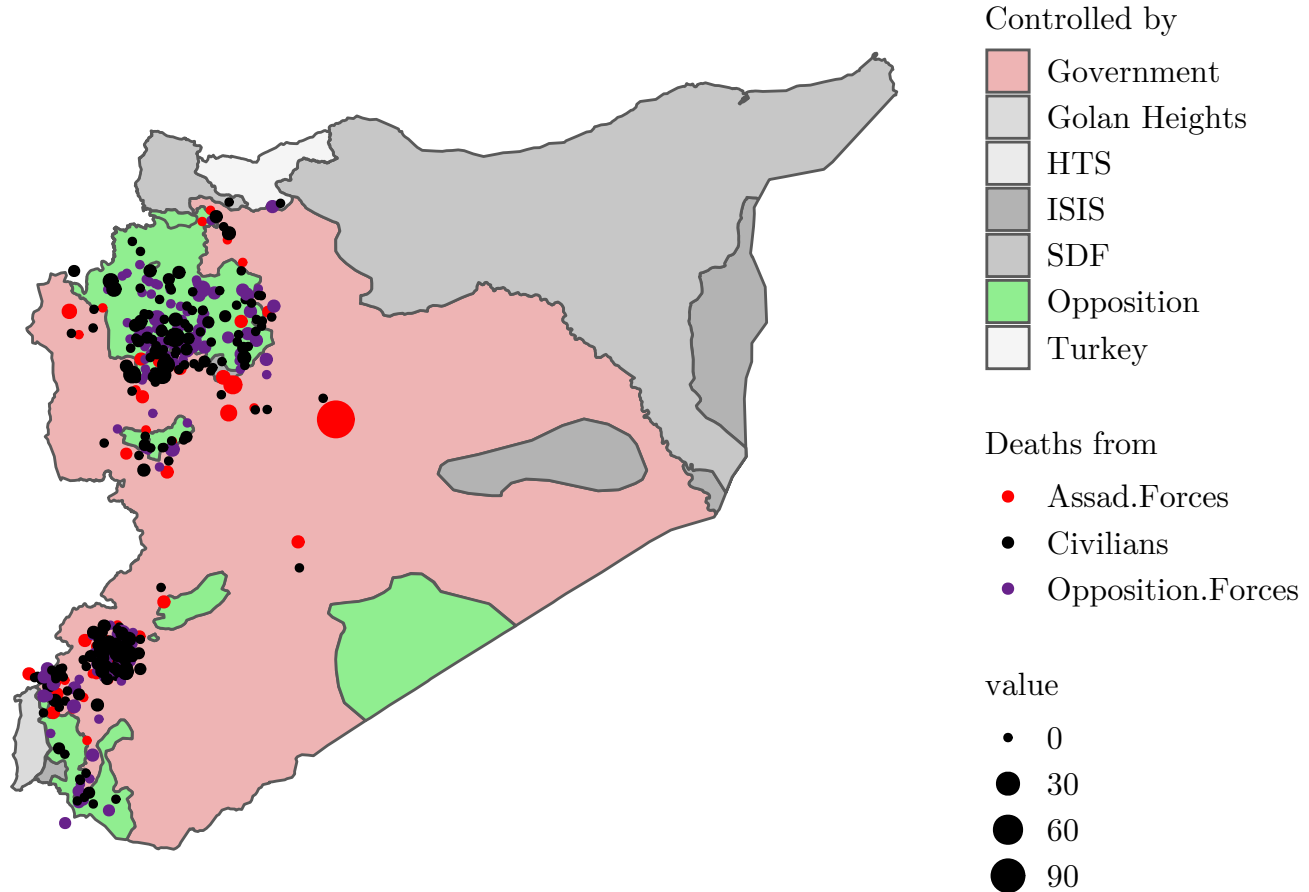 Controlled by
Government
Golan Heights
HTS
ISIS
SDF
Opposition
Turkey
Deaths from
Assad.Forces
Civilians
Opposition.Forces
value
0
30
60
90